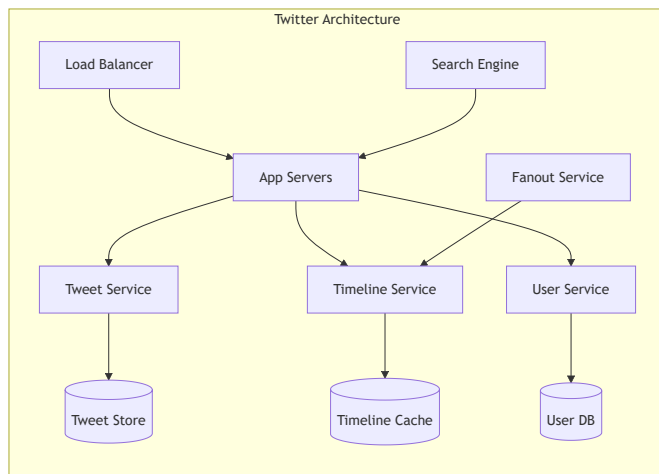 Twitter Architecture
Load Balancer
Search Engine
App Servers
Fanout Service
Tweet Service
Timeline Service
User Service
Tweet Store
Timeline Cache
User DB